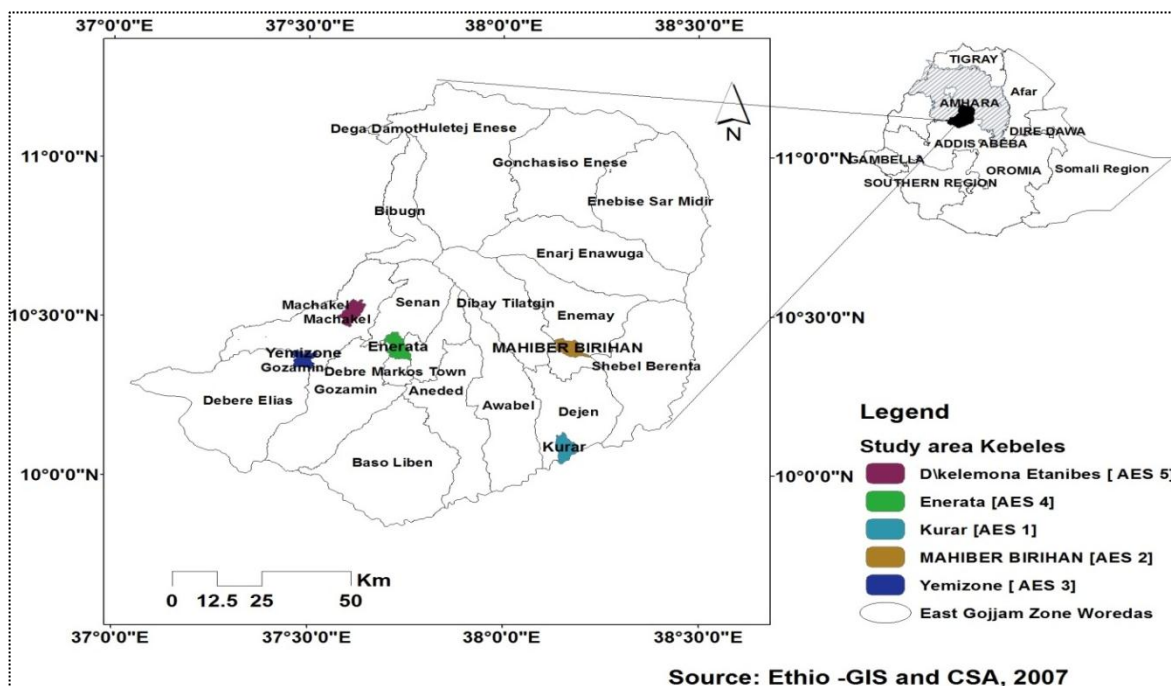 37°0'0"E
37°30'0"E
38°0'0"E
38°30'0"E
TIGRAY
Afar
AMHARA
DIRE DAWA
ADDIS ABEBA
GAMBELLA
OROMIA
Somali Region
SOUTHERN REGION
N
Dega Damot
Huletej Enese
11°0'0"N
11°0'0"N
Gonchasiso Enese
Enebise Sar Midir
Bibugn
Enarj Enawuga
Machakel
Machakel
Senan
Dibay Tilatgin
Enemay
10°30'0"N
10°30'0"N
Yemizone
Gozamin
Enerata
MAHIBER BIRIHAN
Debre Markos Town
Shebel Berenta
Debere Elias
Gozamin
Aneded
Awabel
Dejen
Kurar
Baso Liben
10°0'0"N
10°0'0"N
Legend
Study area Kebeles
D\kelemona Etanibes [ AES 5]
Enerata [AES 4]
Kurar [AES 1]
MAHIBER BIRIHAN [AES 2]
Yemizone [ AES 3]
East Gojjam Zone Woredas
Km
0 12.5 25 50
37°0'0"E
37°30'0"E
38°0'0"E
38°30'0"E
Source: Ethio -GIS and CSA, 2007